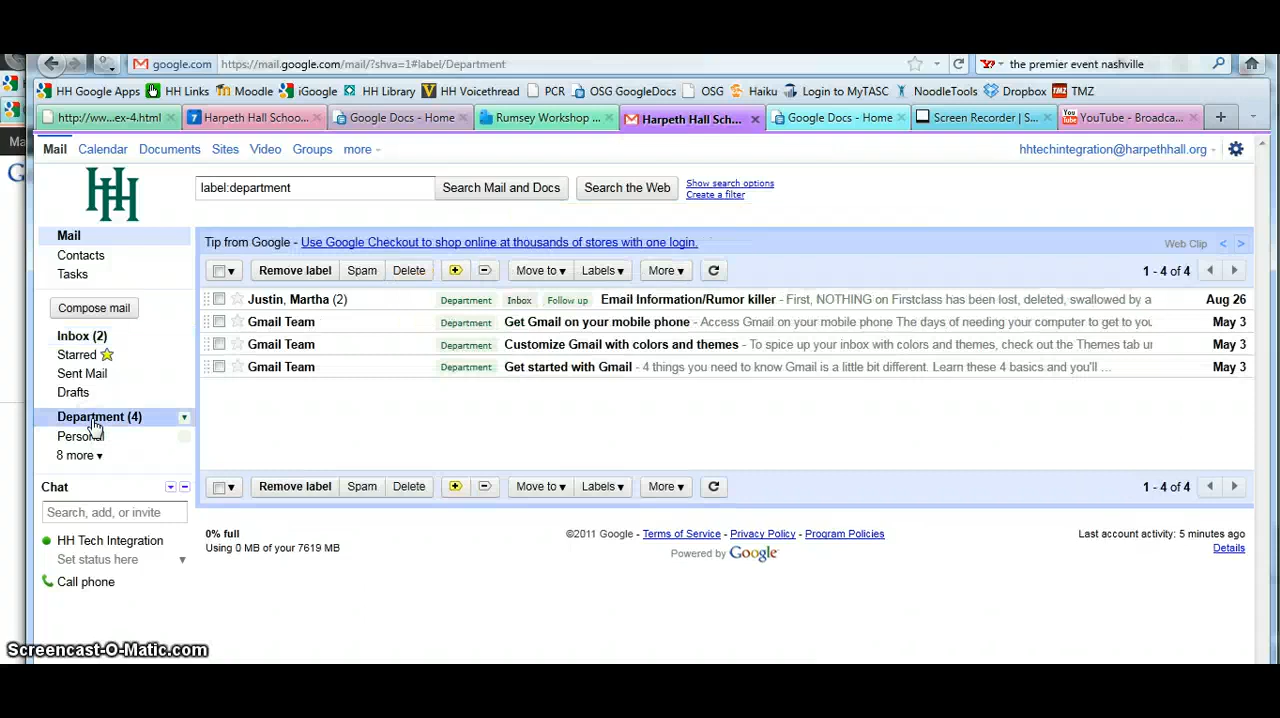 google.com https://mail.google.com/mail/?shva=1#label/Department the premier event nashville
HH Google Apps HH Links Moodle iGoogle HH Library HH Voicethread PCR OSG GoogleDocs OSG Haiku Login to MyTASC NoodleTools Dropbox TMZ
http://ww...ex-4.html Harpeth Hall Schoo... Google Docs - Home Rumsey Workshop ... Harpeth Hall Sch... Google Docs - Home Screen Recorder | S... YouTube - Broadca...
Mail Calendar Documents Sites Video Groups more hhtechintegration@harpethhall.org
HH
label:department Search Mail and Docs Search the Web Show search options
Create a filter
Mail
Contacts
Tasks
Compose mail
Inbox (2)
Starred
Sent Mail
Drafts
Department (4)
Personal
8 more
Chat
Search, add, or invite
HH Tech Integration
Set status here
Call phone
Tip from Google - Use Google Checkout to shop online at thousands of stores with one login. Web Clip < >
Remove label Spam Delete Move to Labels More 1 - 4 of 4
Justin, Martha (2) Department Inbox Follow up Email Information/Rumor killer - First, NOTHING on Firstclass has been lost, deleted, swallowed by a Aug 26
Gmail Team Department Get Gmail on your mobile phone - Access Gmail on your mobile phone The days of needing your computer to get to you May 3
Gmail Team Department Customize Gmail with colors and themes - To spice up your inbox with colors and themes, check out the Themes tab ur May 3
Gmail Team Department Get started with Gmail - 4 things you need to know Gmail is a little bit different. Learn these 4 basics and you'll ... May 3
Remove label Spam Delete Move to Labels More 1 - 4 of 4
0% full
Using 0 MB of your 7619 MB
©2011 Google - Terms of Service - Privacy Policy - Program Policies
Powered by Google
Last account activity: 5 minutes ago
Details
Screencast-O-Matic.com